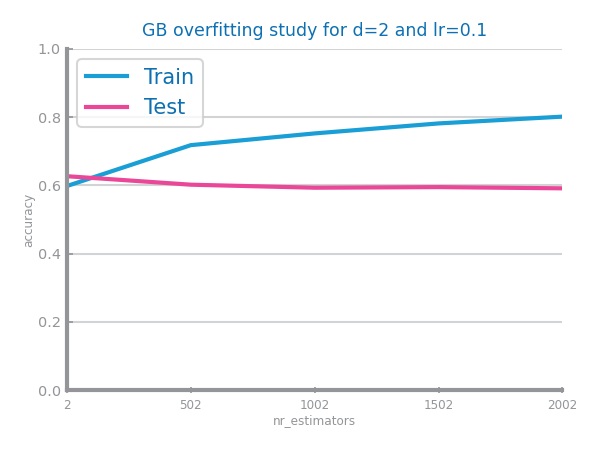 GB overfitting study for d=2 and lr=0.1
1.0
Train
Test
0.8
0.6
accuracy
0.4
0.2
0.0
2 502 1002 1502 2002
nr_estimators